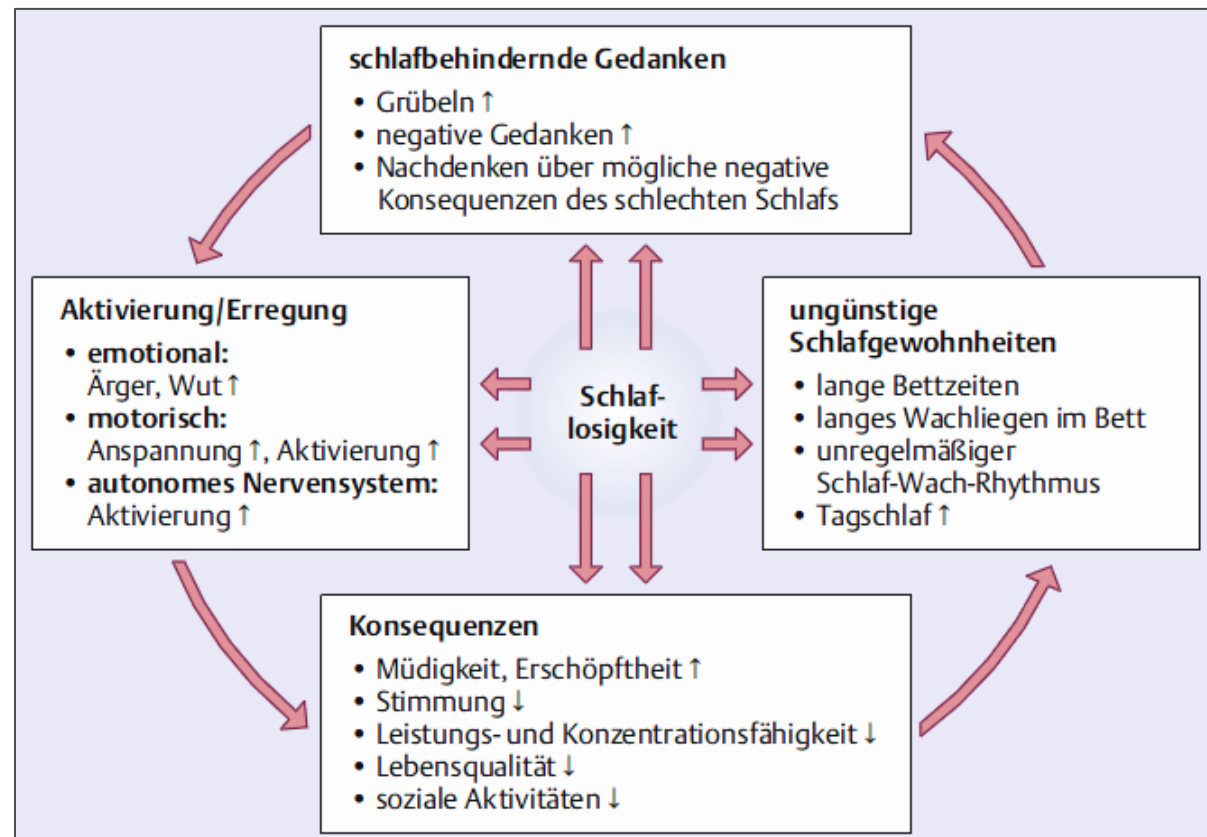 schlafbehindernde Gedanken
• Grübeln ↑
• negative Gedanken ↑
• Nachdenken über mögliche negative
Konsequenzen des schlechten Schlafs
Aktivierung/Erregung
• emotional:
Ärger, Wut ↑
• motorisch:
Anspannung ↑, Aktivierung ↑
• autonomes Nervensystem:
Aktivierung ↑
Schlaf-
losigkeit
ungünstige
Schlafgewohnheiten
• lange Bettzeiten
• langes Wachliegen im Bett
• unregelmäßiger
Schlaf-Wach-Rhythmus
• Tagschlaf ↑
Konsequenzen
• Müdigkeit, Erschöpftheit ↑
• Stimmung ↓
• Leistungs- und Konzentrationsfähigkeit ↓
• Lebensqualität ↓
• soziale Aktivitäten ↓